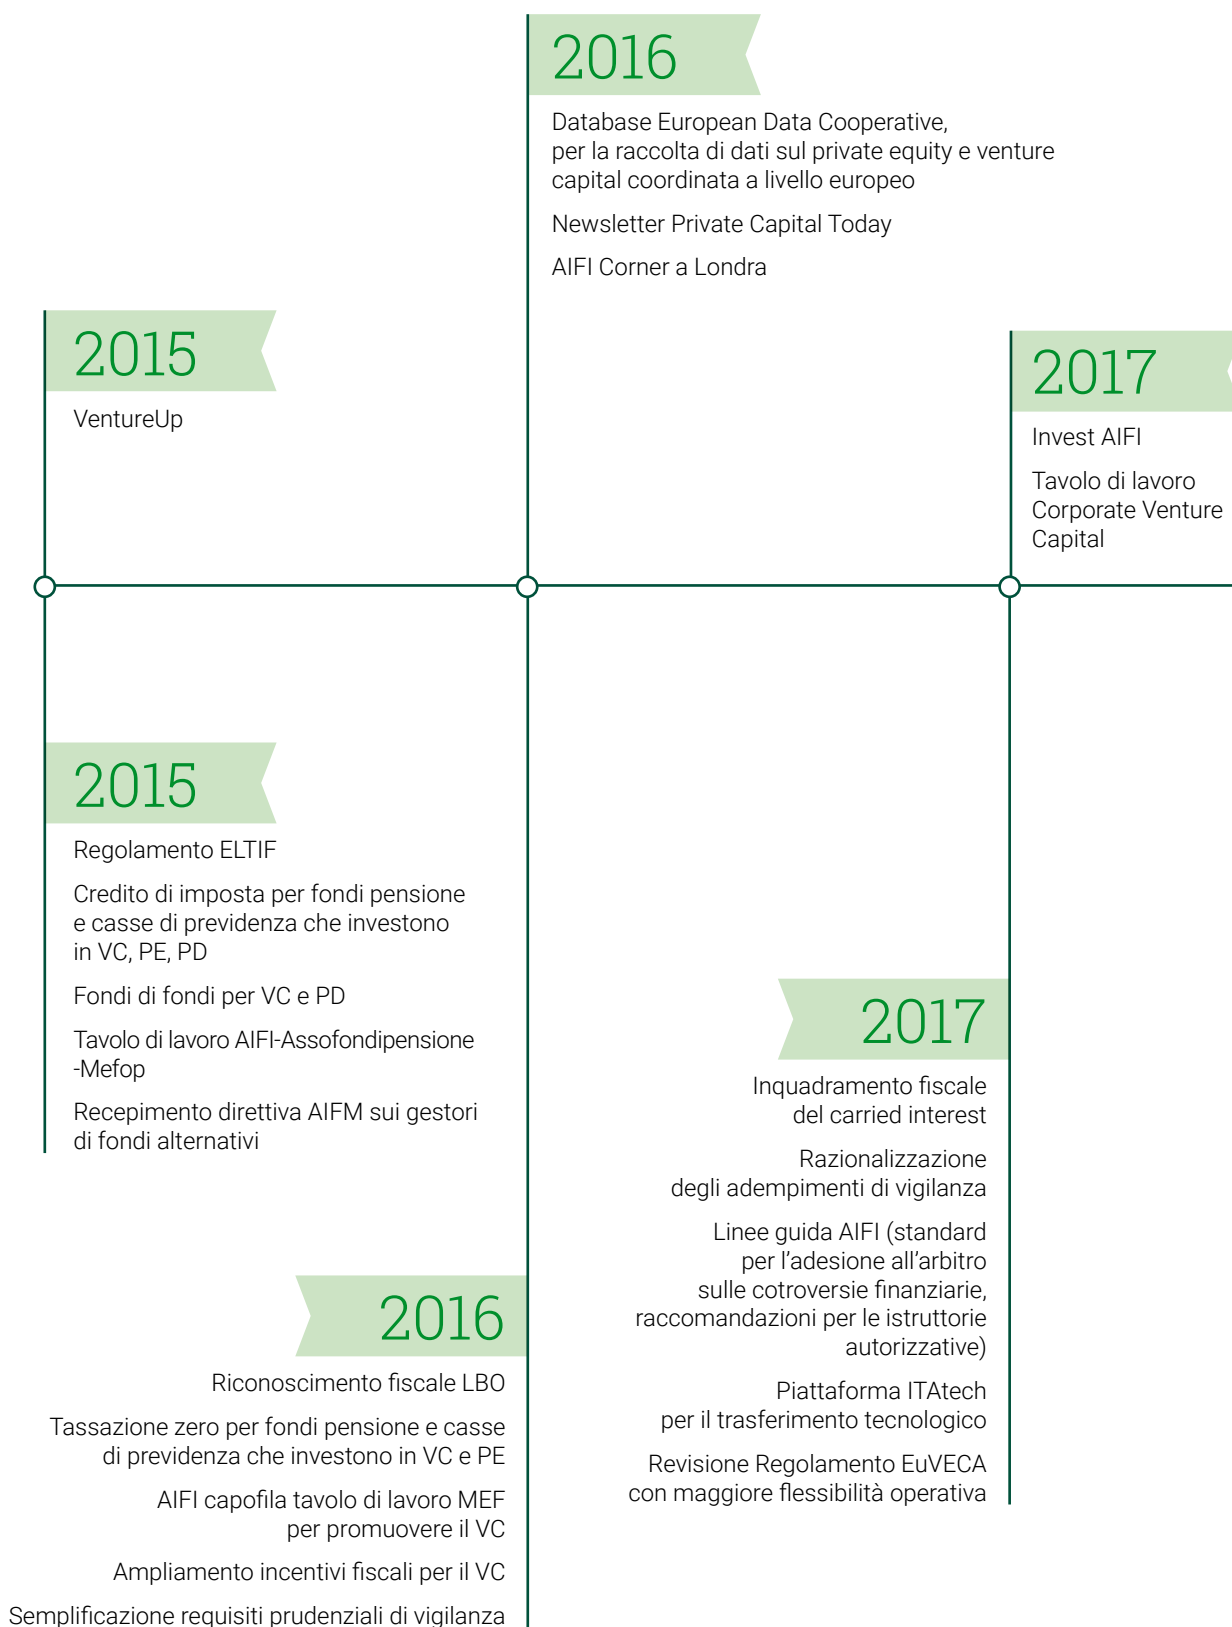 2016
Database European Data Cooperative,
per la raccolta di dati sul private equity e venture
capital coordinata a livello europeo
Newsletter Private Capital Today
AIFI Corner a Londra
2015
VentureUp
2017
Invest AIFI
Tavolo di lavoro
Corporate Venture
Capital
2015
Regolamento ELTIF
Credito di imposta per fondi pensione
e casse di previdenza che investono
in VC, PE, PD
Fondi di fondi per VC e PD
Tavolo di lavoro AIFI-Assofondipensione
-Mefop
Recepimento direttiva AIFM sui gestori
di fondi alternativi
2017
Inquadramento fiscale
del carried interest
Razionalizzazione
degli adempimenti di vigilanza
Linee guida AIFI (standard
per l’adesione all’arbitro
sulle cotroversie finanziarie,
raccomandazioni per le istruttorie
autorizzative)
Piattaforma ITAtech
per il trasferimento tecnologico
Revisione Regolamento EuVECA
con maggiore flessibilità operativa
2016
Riconoscimento fiscale LBO
Tassazione zero per fondi pensione e casse
di previdenza che investono in VC e PE
AIFI capofila tavolo di lavoro MEF
per promuovere il VC
Ampliamento incentivi fiscali per il VC
Semplificazione requisiti prudenziali di vigilanza